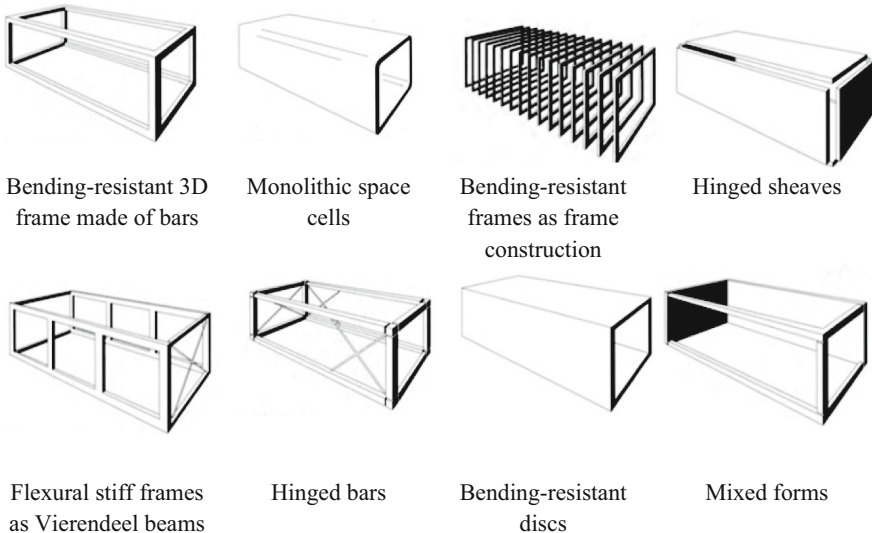 Bending-resistant 3D
frame made of bars
Monolithic space
cells
Bending-resistant
frames as frame
construction
Hinged sheaves
Flexural stiff frames
as Vierendeel beams
Hinged bars
Bending-resistant
discs
Mixed forms